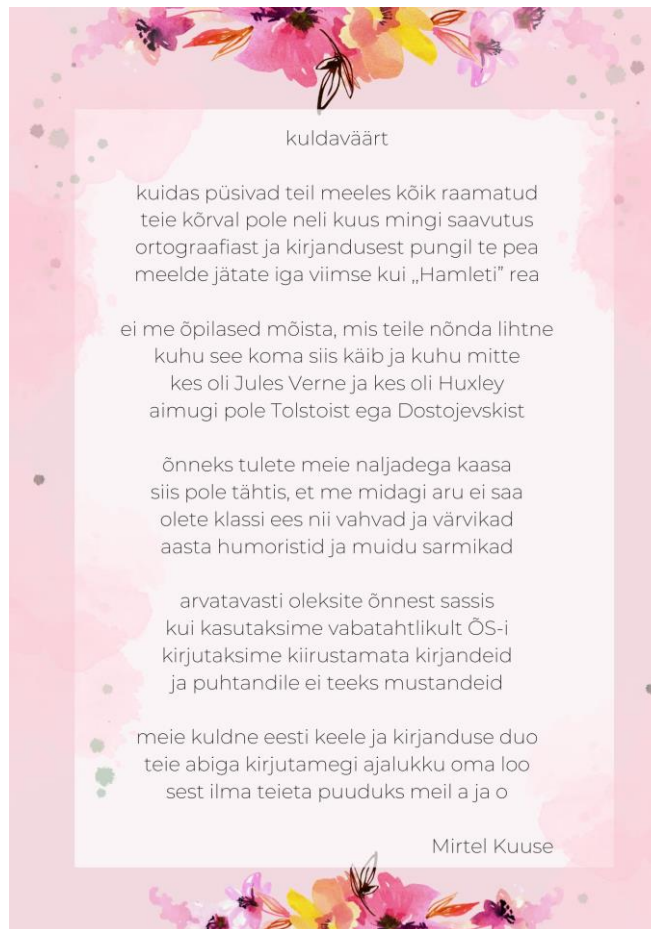 kuldaväärt
kuidas püsivad teil meeles kõik raamatud
teie kõrval pole neli kuus mingi saavutus
ortograafiast ja kirjandusest pungil te pea
meelde jätate iga viimse kui ,,Hamleti” rea
ei me õpilased mõista, mis teile nõnda lihtne
kuhu see koma siis käib ja kuhu mitte
kes oli Jules Verne ja kes oli Huxley
aimugi pole Tolstoist ega Dostojevskist
õnneks tulete meie naljadega kaasa
siis pole tähtis, et me midagi aru ei saa
olete klassi ees nii vahvad ja värvikad
aasta humoristid ja muidu sarmikad
arvatavasti oleksite õnnest sassis
kui kasutaksime vabatahtlikult ÕS-i
kirjutaksime kiirustamata kirjandeid
ja puhtandile ei teeks mustandeid
meie kuldne eesti keele ja kirjanduse duo
teie abiga kirjutamegi ajalukku oma loo
sest ilma teieta puuduks meil a ja o
Mirtel Kuuse